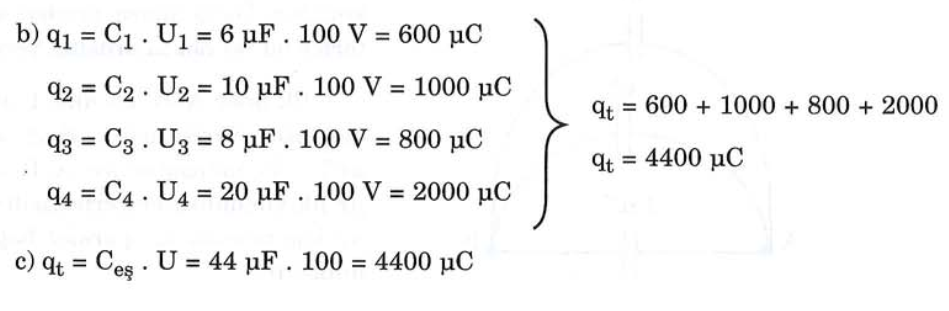 b) q₁ = C₁ . U₁ = 6 µF . 100 V = 600 µC
q₂ = C₂ . U₂ = 10 µF . 100 V = 1000 µC
q₃ = C₃ . U₃ = 8 µF . 100 V = 800 µC
q₄ = C₄ . U₄ = 20 µF . 100 V = 2000 µC
qₜ = 600 + 1000 + 800 + 2000
qₜ = 4400 µC
c) qₜ = Ceş . U = 44 µF . 100 = 4400 µC